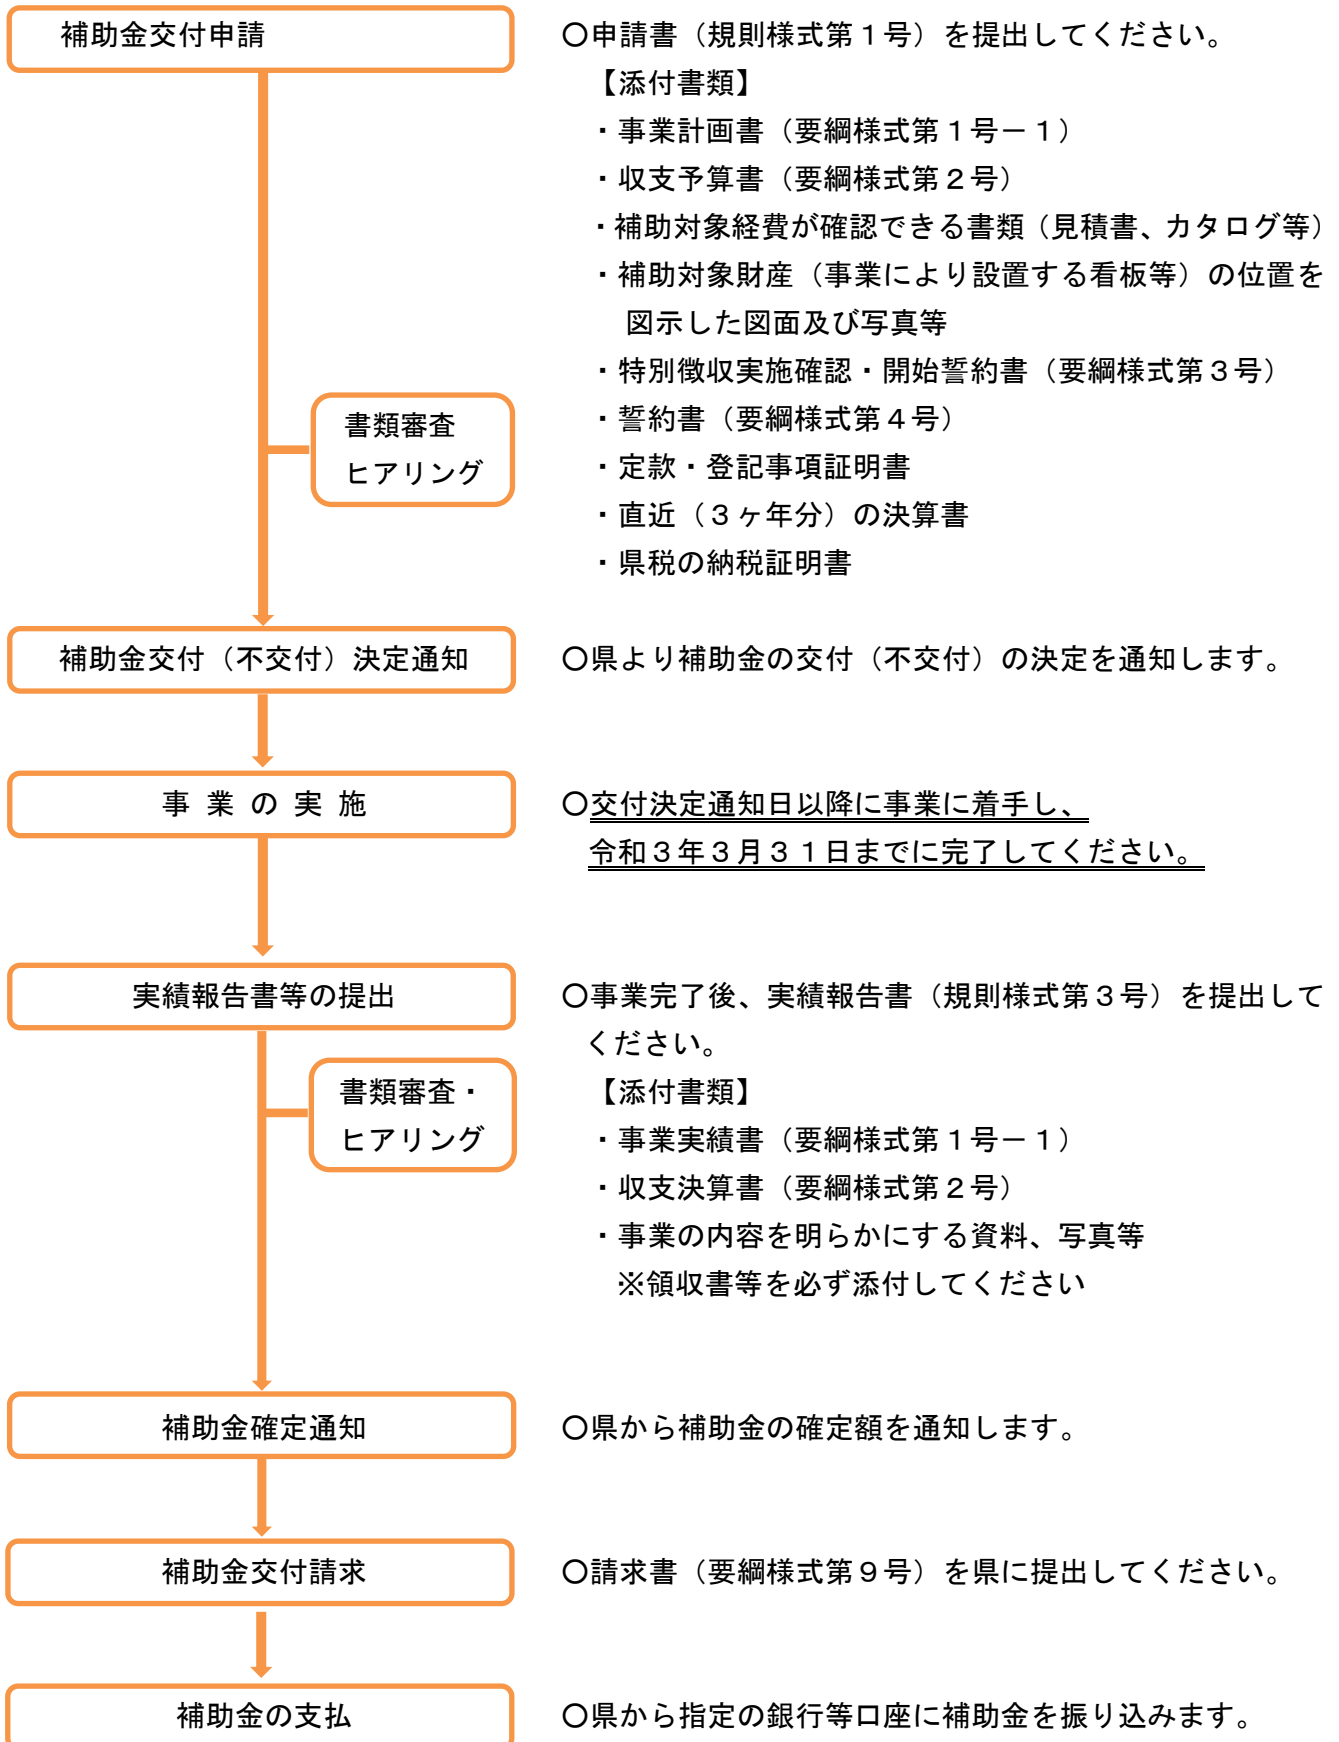 補助金交付申請
〇申請書（規則様式第１号）を提出してください。
【添付書類】
・事業計画書（要綱様式第１号－１）
・収支予算書（要綱様式第２号）
・補助対象経費が確認できる書類（見積書、カタログ等）
・補助対象財産（事業により設置する看板等）の位置を
図示した図面及び写真等
・特別徴収実施確認・開始誓約書（要綱様式第３号）
・誓約書（要綱様式第４号）
・定款・登記事項証明書
・直近（３ヶ年分）の決算書
・県税の納税証明書
書類審査
ヒアリング
補助金交付（不交付）決定通知
〇県より補助金の交付（不交付）の決定を通知します。
事 業 の 実 施
〇交付決定通知日以降に事業に着手し、
令和３年３月３１日までに完了してください。
実績報告書等の提出
〇事業完了後、実績報告書（規則様式第３号）を提出して
ください。
【添付書類】
・事業実績書（要綱様式第１号－１）
・収支決算書（要綱様式第２号）
・事業の内容を明らかにする資料、写真等
※領収書等を必ず添付してください
書類審査・
ヒアリング
補助金確定通知
〇県から補助金の確定額を通知します。
補助金交付請求
〇請求書（要綱様式第９号）を県に提出してください。
補助金の支払
〇県から指定の銀行等口座に補助金を振り込みます。